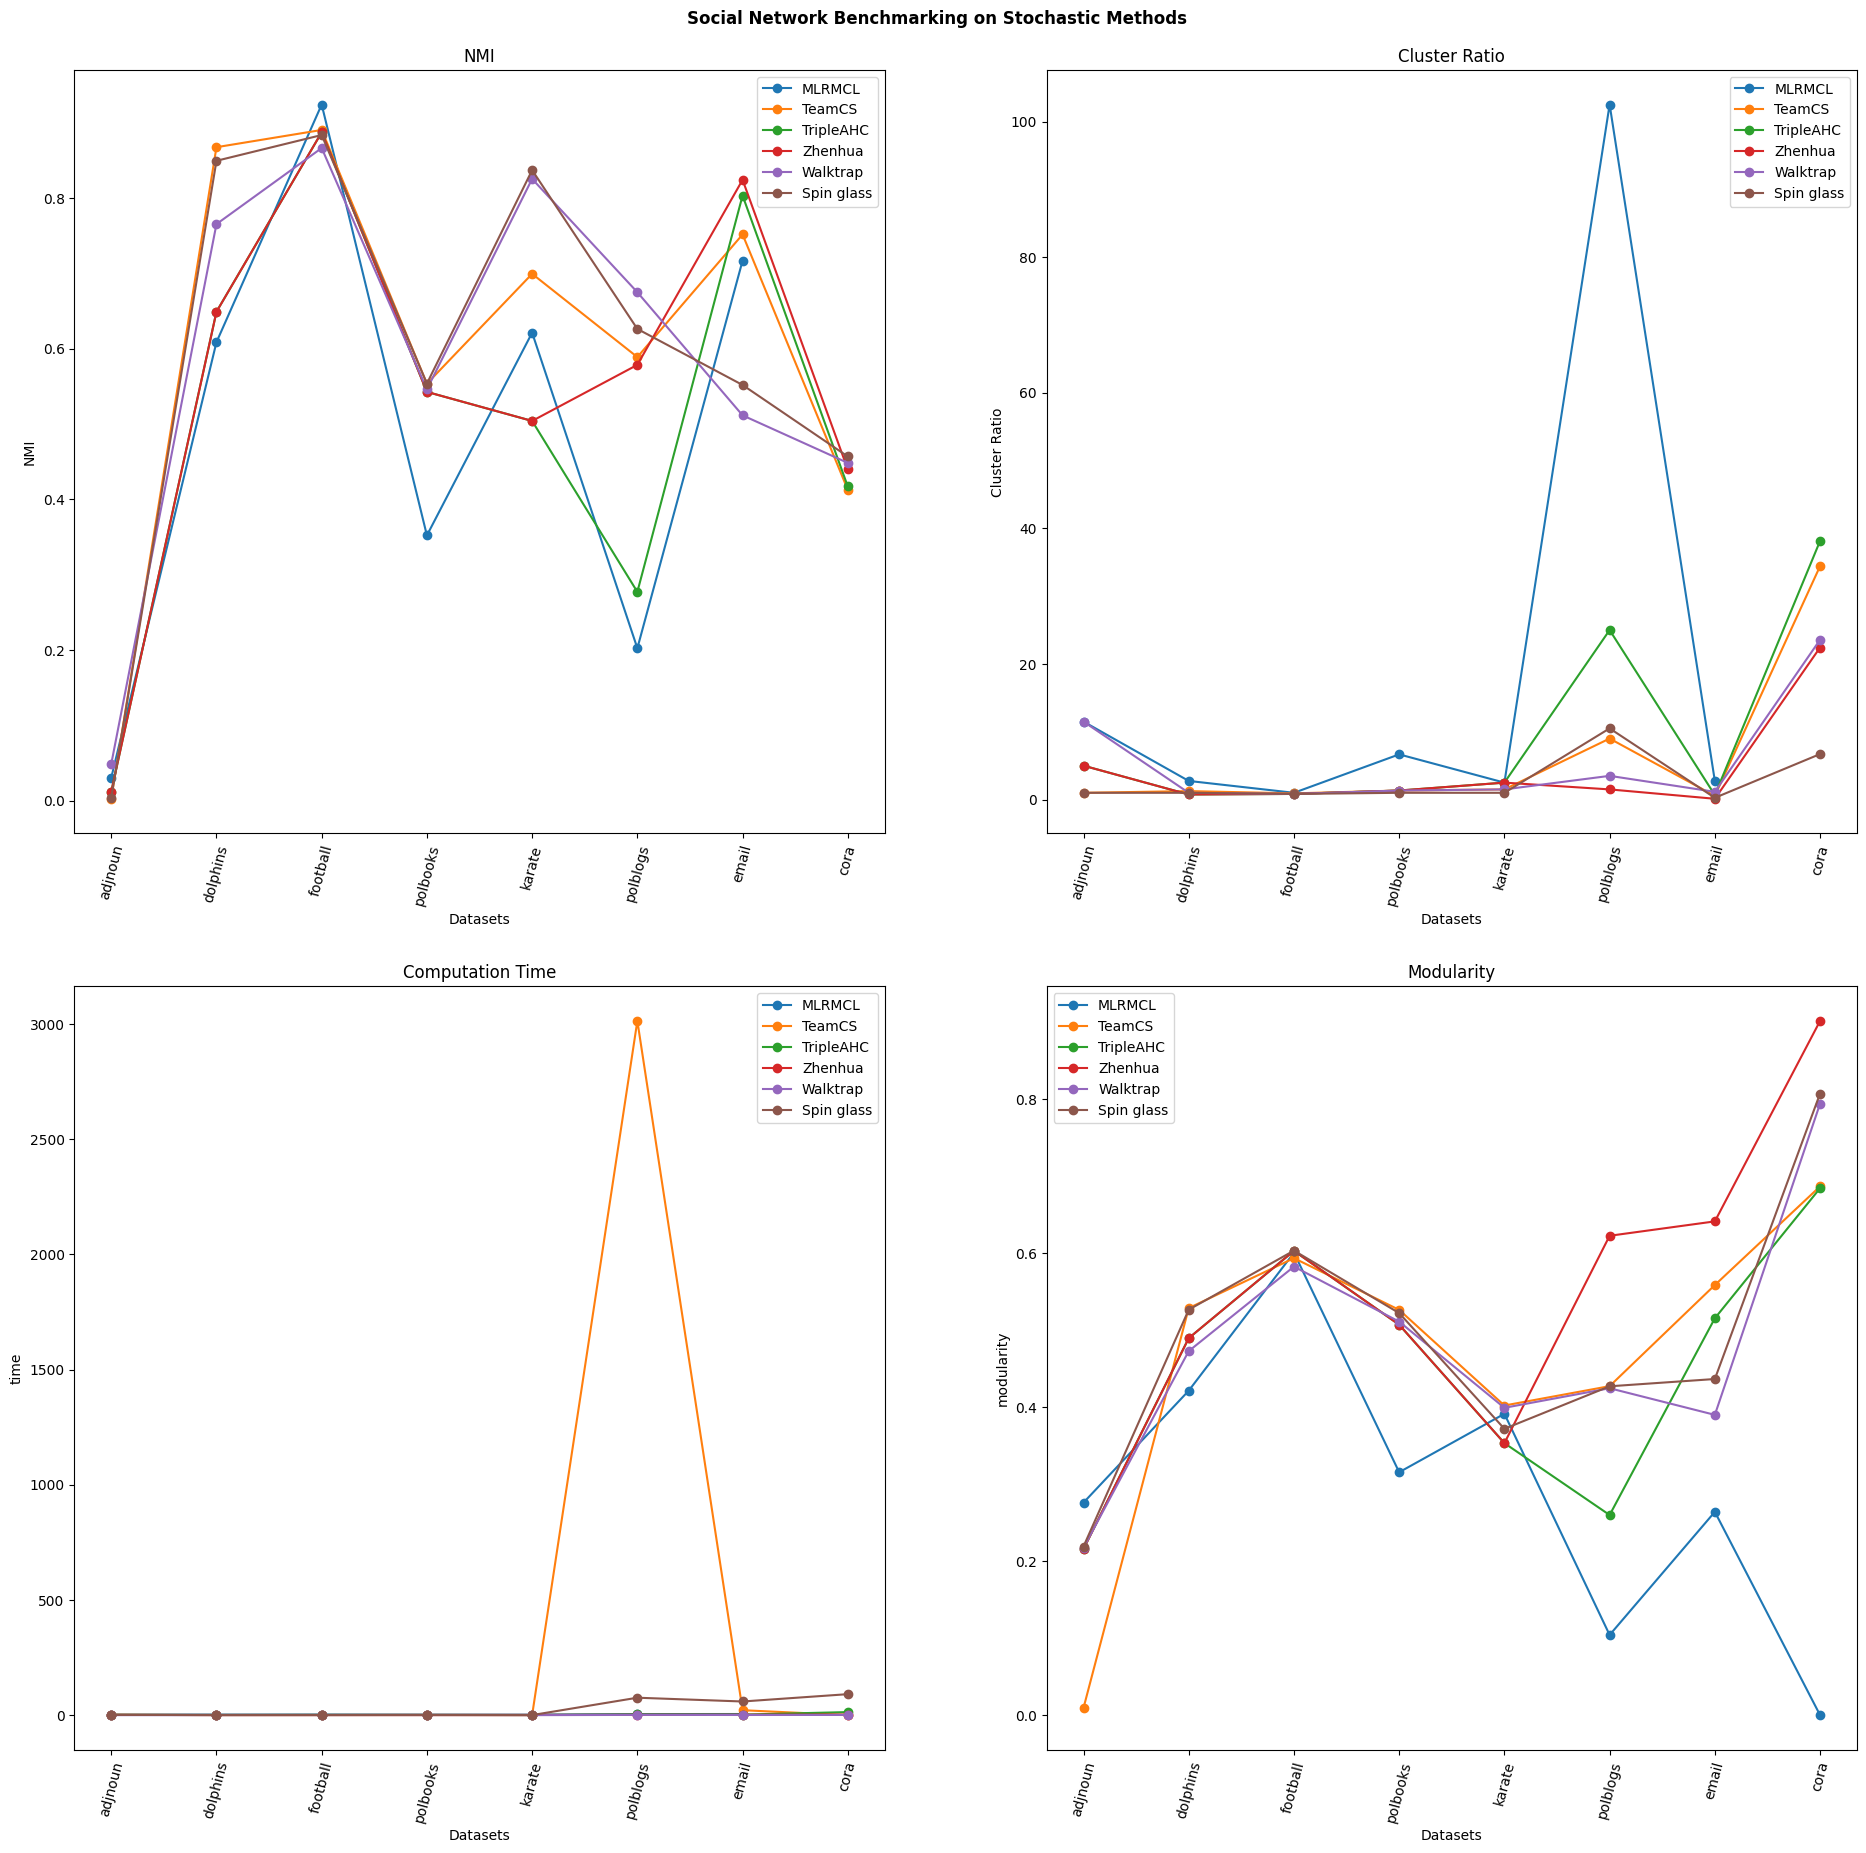 Social Network Benchmarking on Stochastic Methods
NMI
MLRMCL
TeamCS
TripleAHC
Zhenhua
Walktrap
Spin glass
0.8
0.6
0.4
0.2
0.0
NMI
adjnoun
dolphins
football
polbooks
karate
polblogs
email
cora
Datasets
Cluster Ratio
MLRMCL
TeamCS
TripleAHC
Zhenhua
Walktrap
Spin glass
100
80
60
40
20
0
Cluster Ratio
adjnoun
dolphins
football
polbooks
karate
polblogs
email
cora
Datasets
Computation Time
MLRMCL
TeamCS
TripleAHC
Zhenhua
Walktrap
Spin glass
3000
2500
2000
1500
1000
500
0
time
adjnoun
dolphins
football
polbooks
karate
polblogs
email
cora
Datasets
Modularity
MLRMCL
TeamCS
TripleAHC
Zhenhua
Walktrap
Spin glass
0.8
0.6
0.4
0.2
0.0
modularity
adjnoun
dolphins
football
polbooks
karate
polblogs
email
cora
Datasets